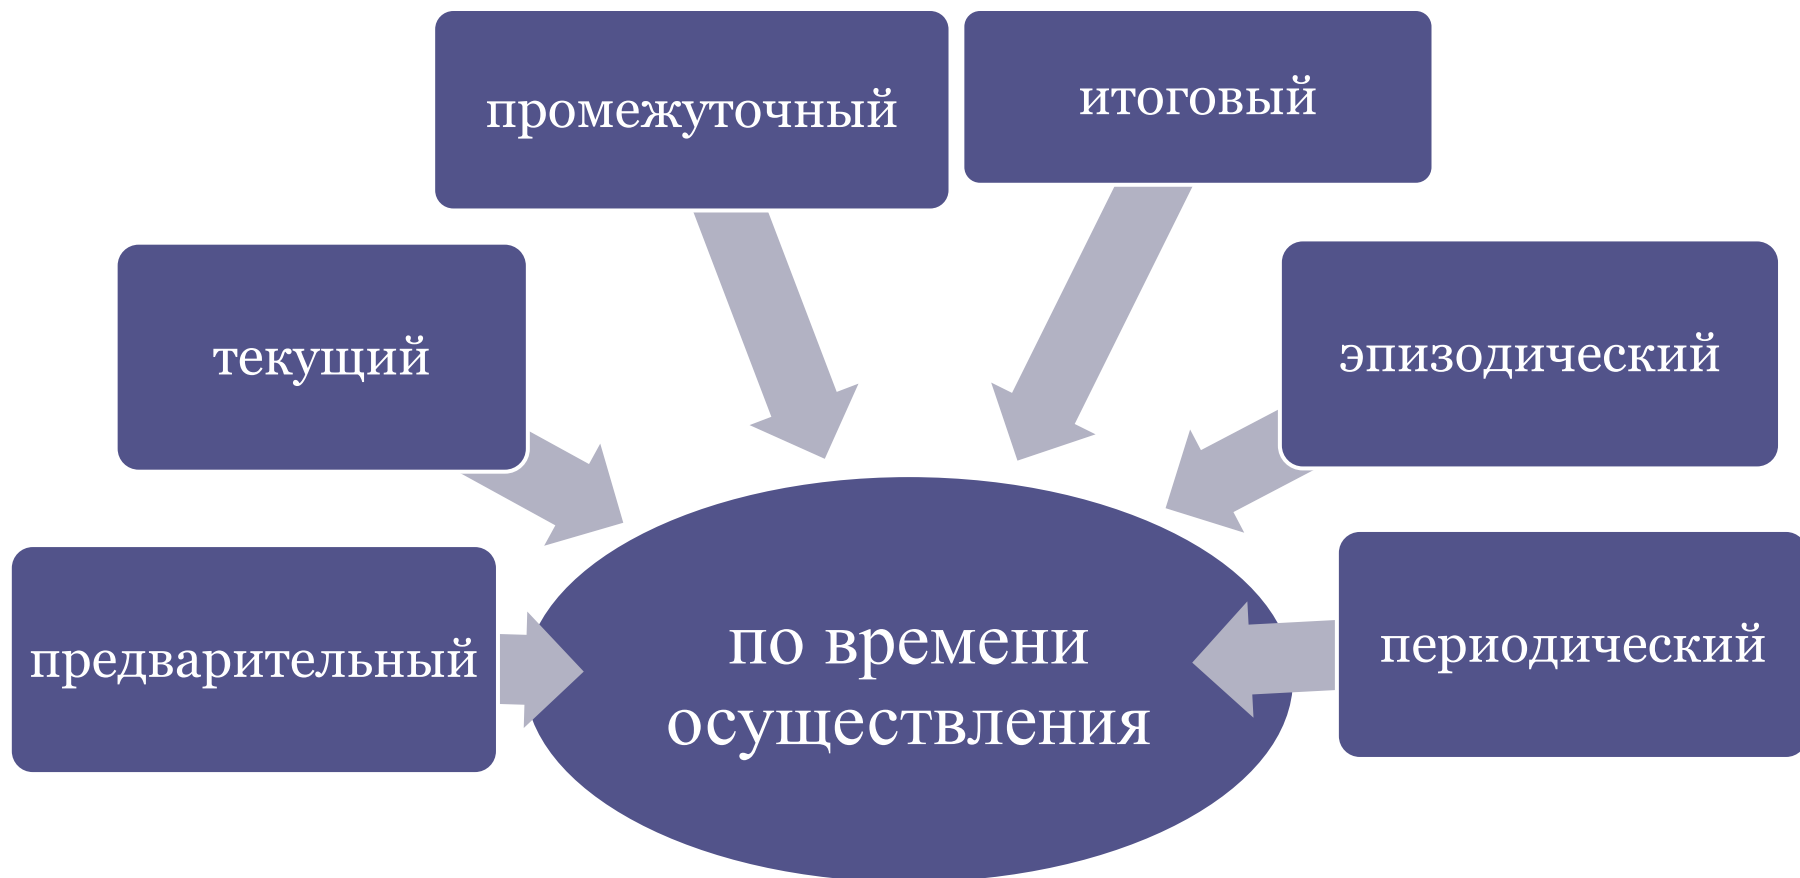 промежуточный
итоговый
текущий
эпизодический
предварительный
по времени
осуществления
периодический